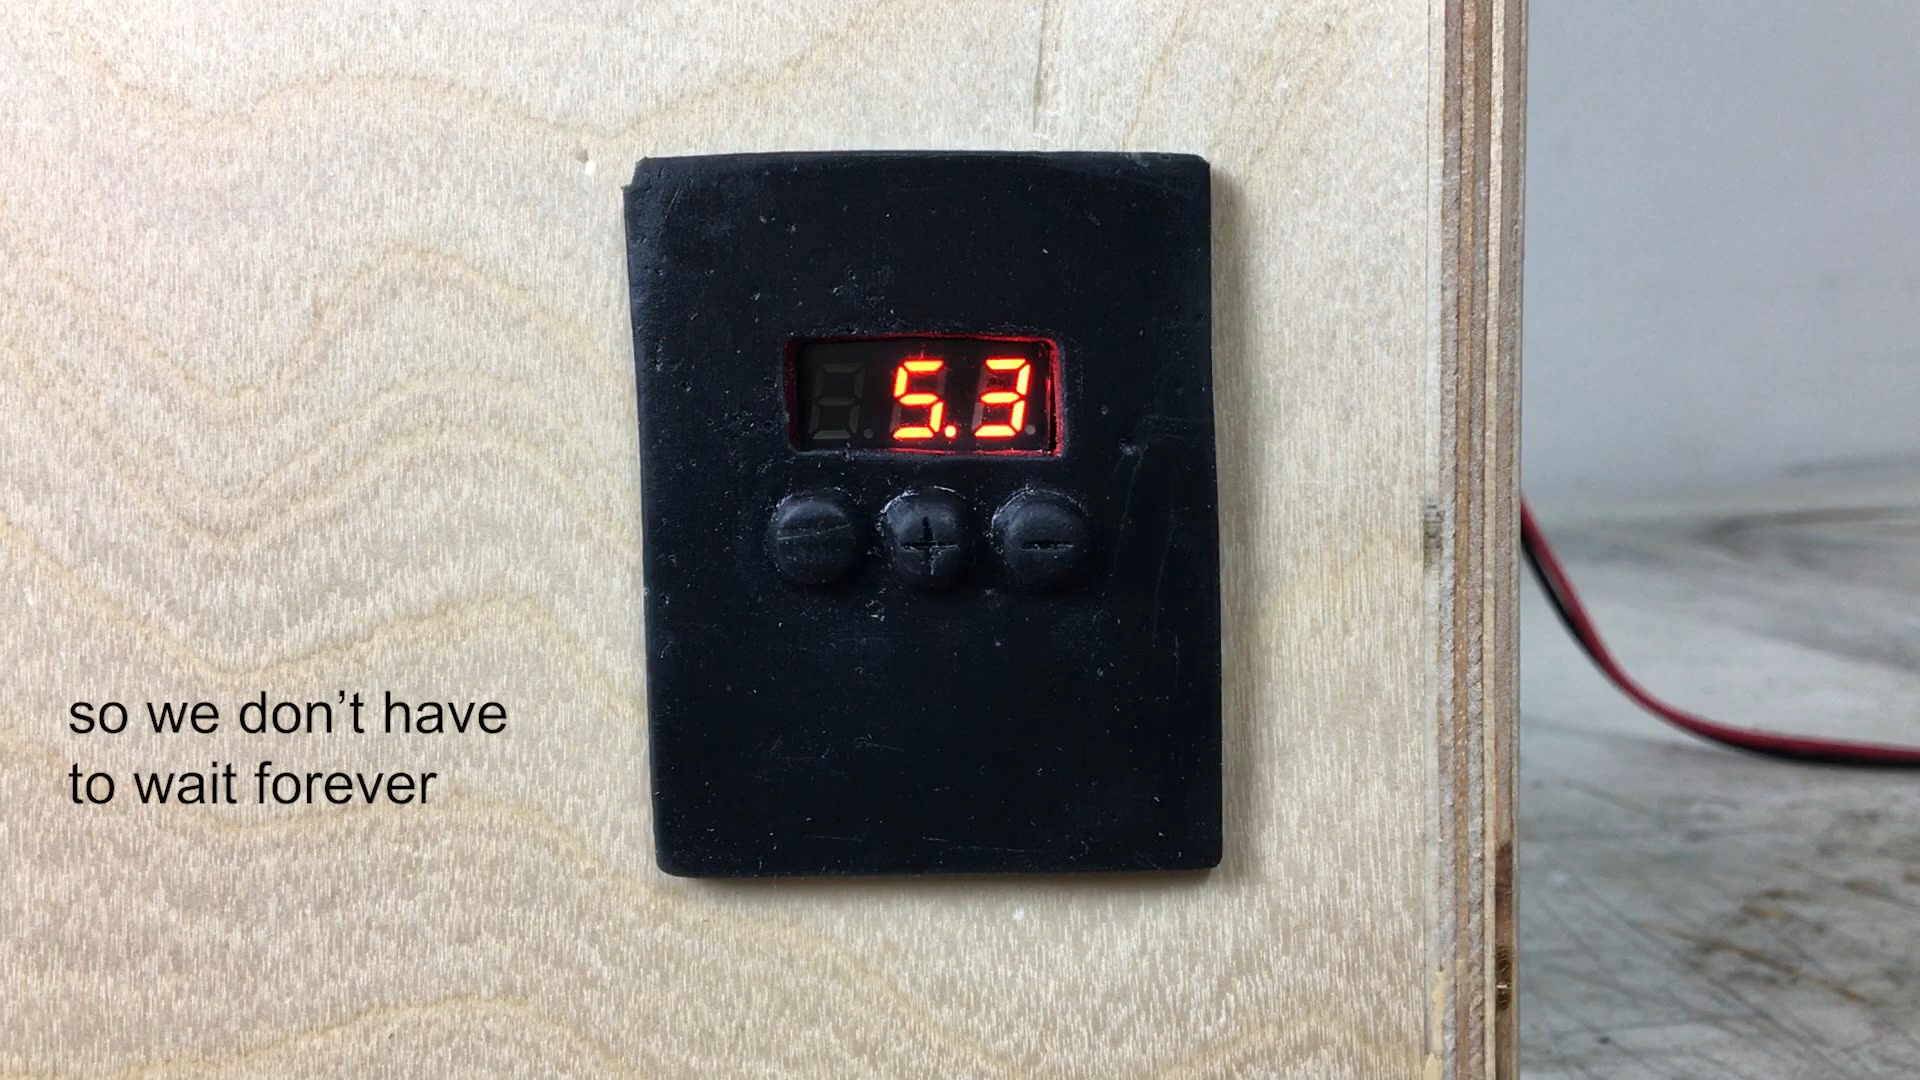 5.3
+ -
so we don’t have
to wait forever